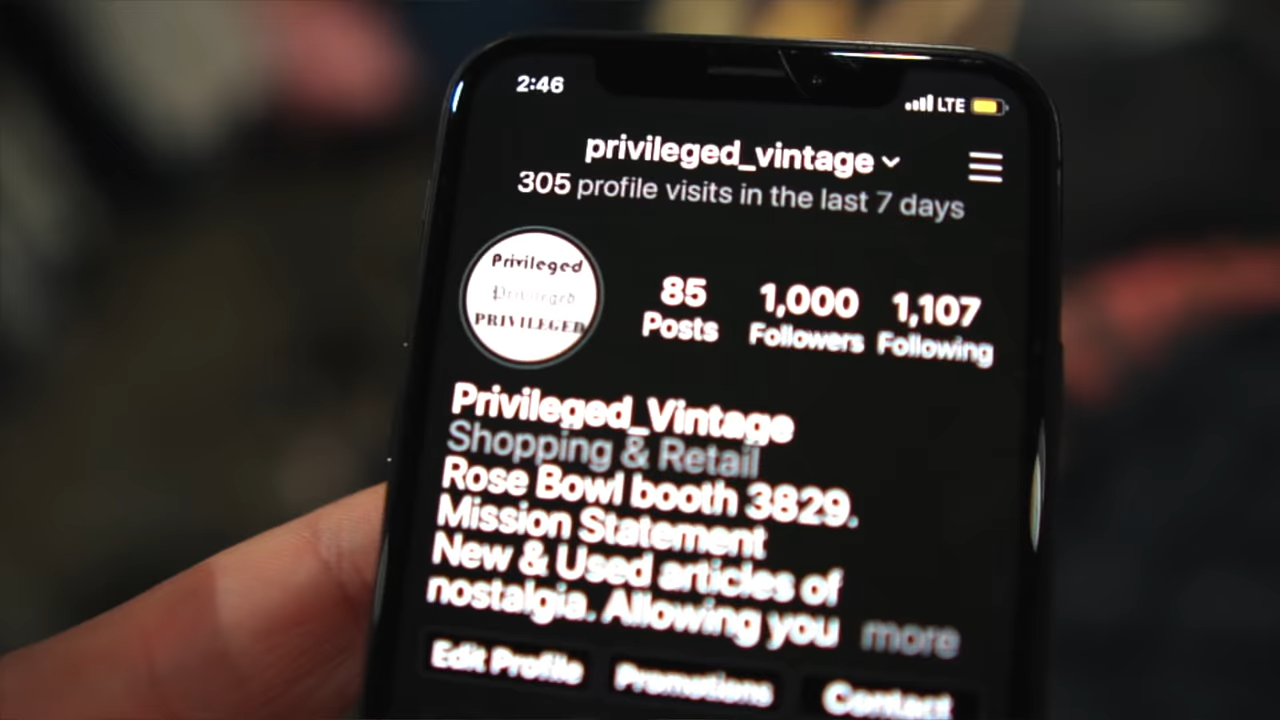 2:46
LTE
privileged_vintage
305 profile visits in the last 7 days
Privileged
Privileged
PRIVILEGED
85 1,000 1,107
Posts Followers Following
Privileged_Vintage
Shopping & Retail
Rose Bowl booth 3829.
Mission Statement
New & Used articles of
nostalgia. Allowing you more
Edit Profile Promotions Contact